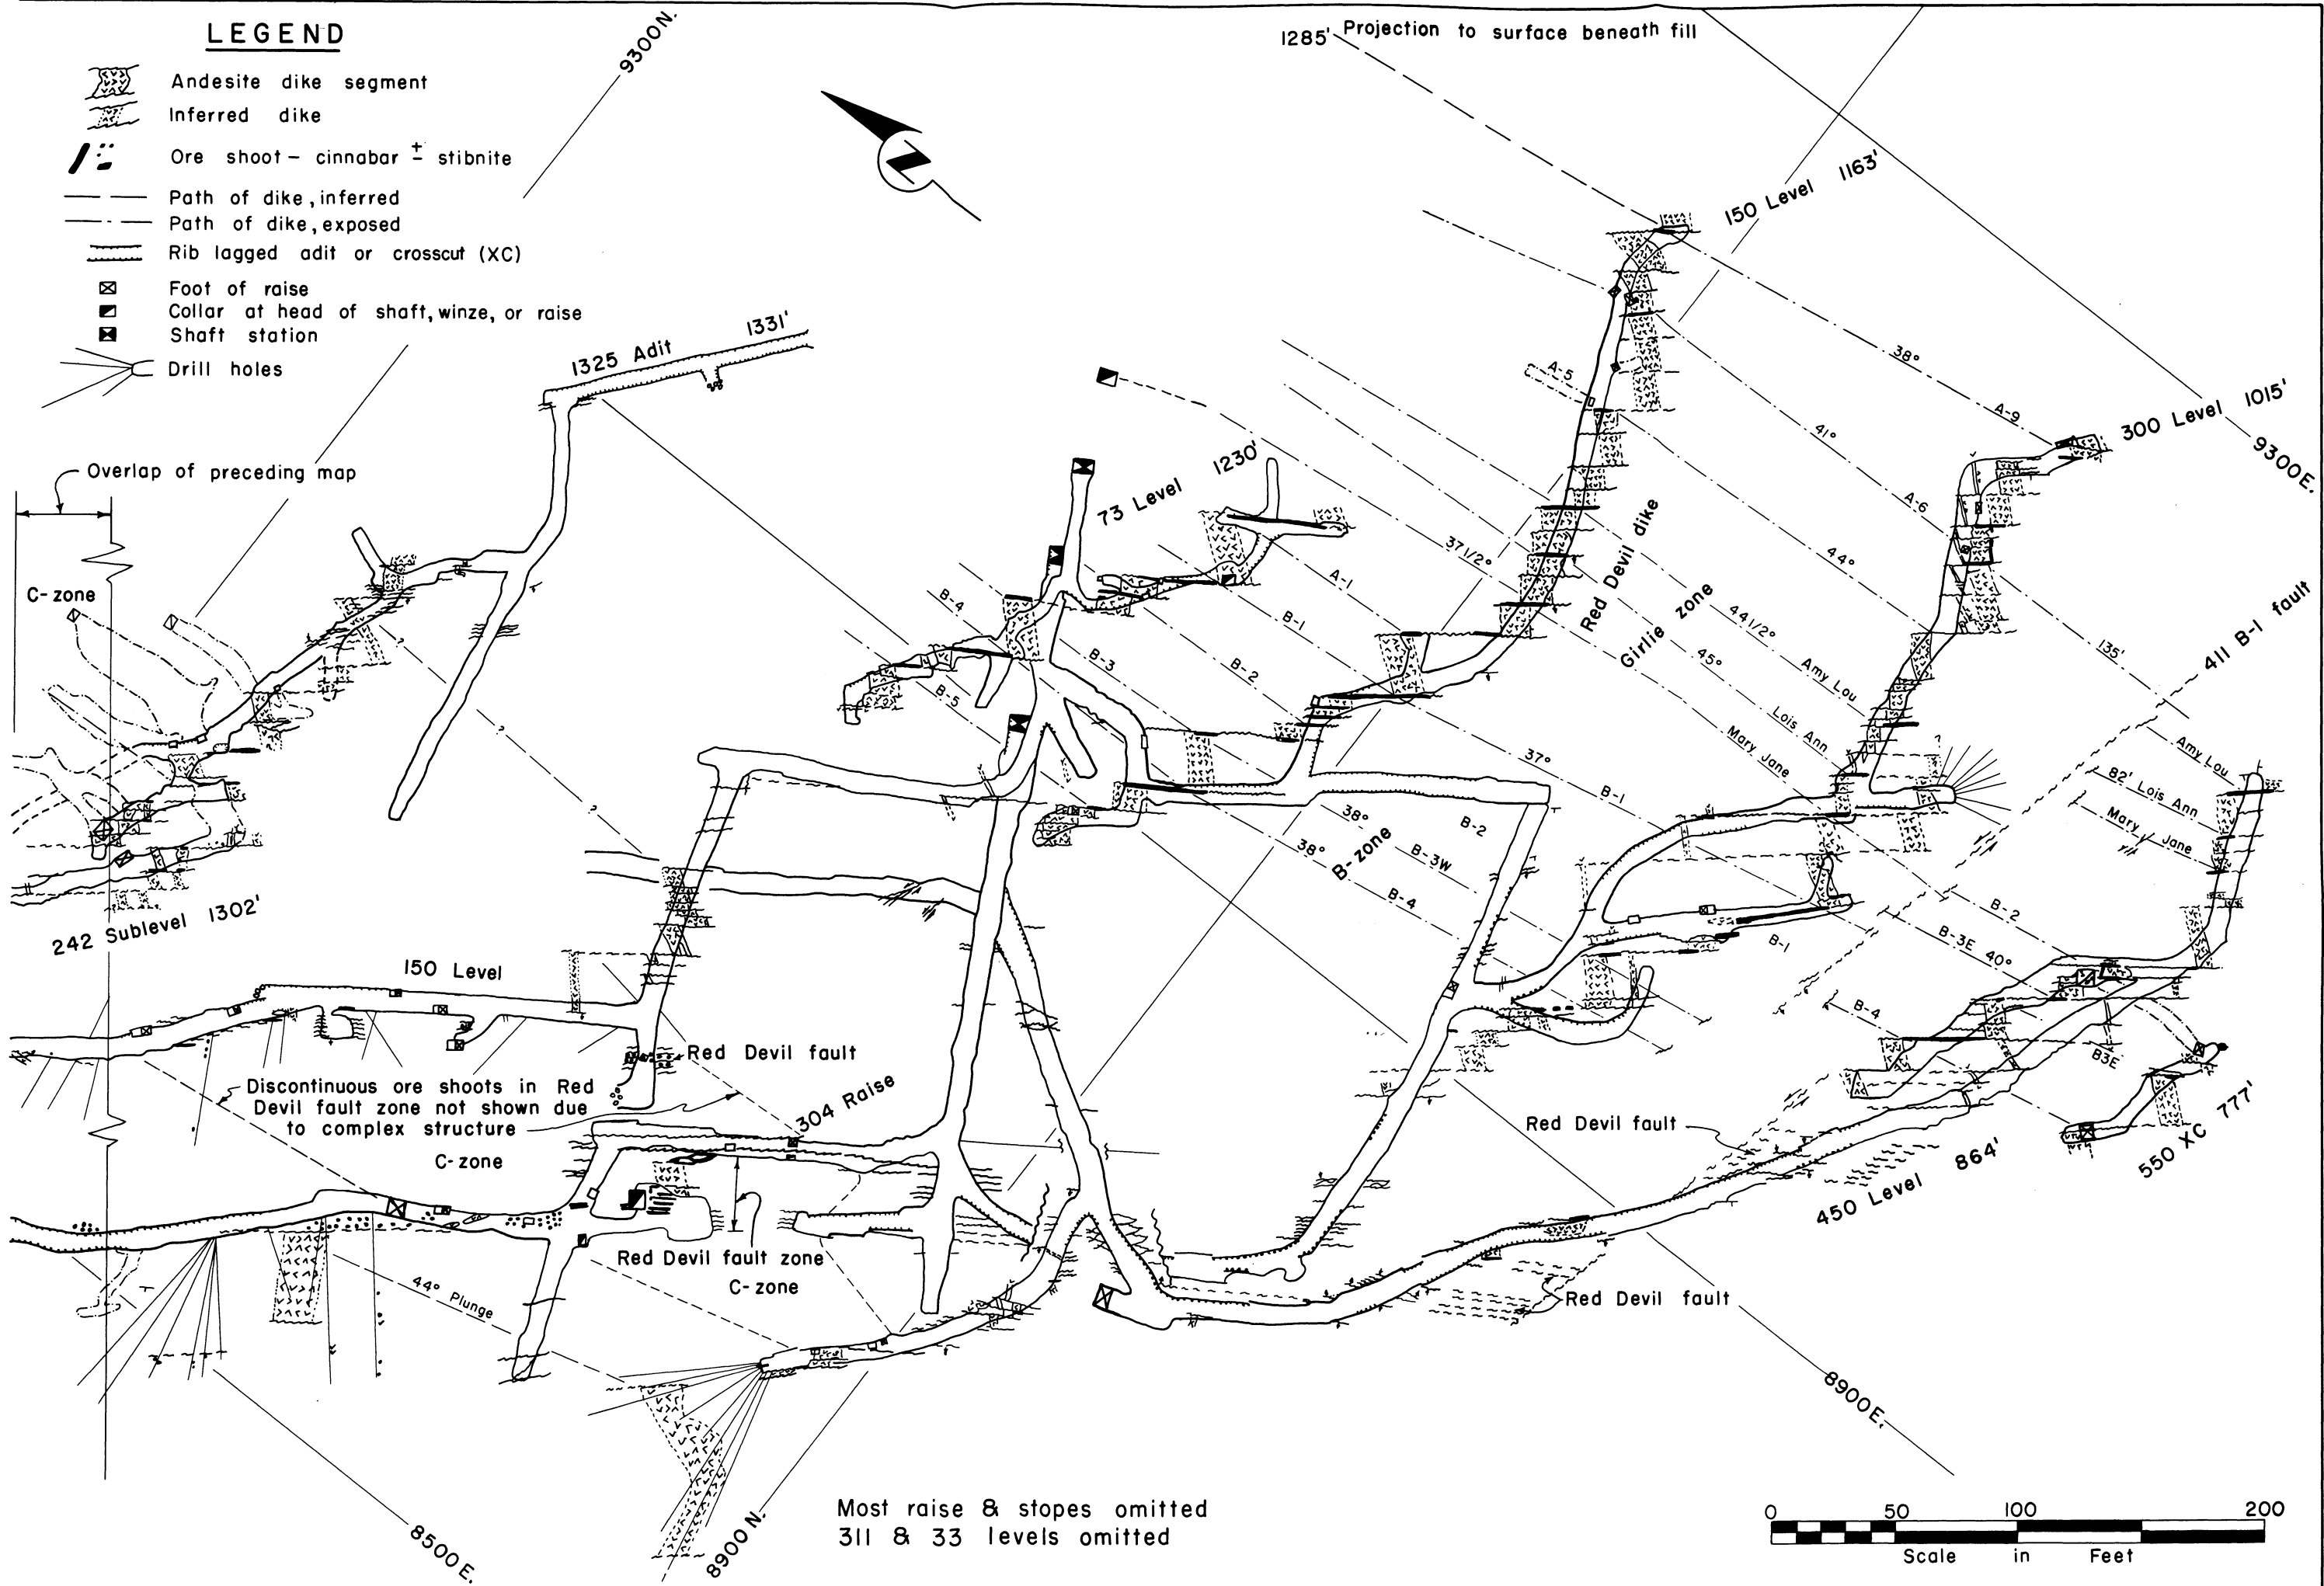 LEGEND
Andesite dike segment
Inferred dike
Ore shoot – cinnabar ± stibnite
Path of dike, inferred
Path of dike, exposed
Rib lagged adit or crosscut (XC)
Foot of raise
Collar at head of shaft, winze, or raise
Shaft station
Drill holes
9300N.
1285' Projection to surface beneath fill
150 Level 1163'
1325 Adit 1331'
Overlap of preceding map
C-zone
242 Sublevel 1302'
73 Level 1230'
300 Level 1015'
9300E.
38°
A-9
A-5
41°
A-6
44°
135'
37 1/2°
Red Devil dike
Girlie zone
44 1/2°
45°
Amy Lou
Lois Ann
Mary Jane
411 B-1 fault
Amy Lou
82' Lois Ann
Mary Jane
A-1
B-1
B-2
B-3
B-4
B-5
37°
B-1
38°
B-2
38°
B-zone
B-3W
B-4
B-1
B-2
B-3E
40°
B-4
B3E
150 Level
Red Devil fault
Discontinuous ore shoots in Red
Devil fault zone not shown due
to complex structure
C-zone
304 Raise
Red Devil fault zone
C-zone
44° Plunge
Red Devil fault
Red Devil fault
450 Level 864'
550 XC 777'
8900E.
8500E.
8900N.
Most raise & stopes omitted
311 & 33 levels omitted
0 50 100 200
Scale in Feet
? 
?
?